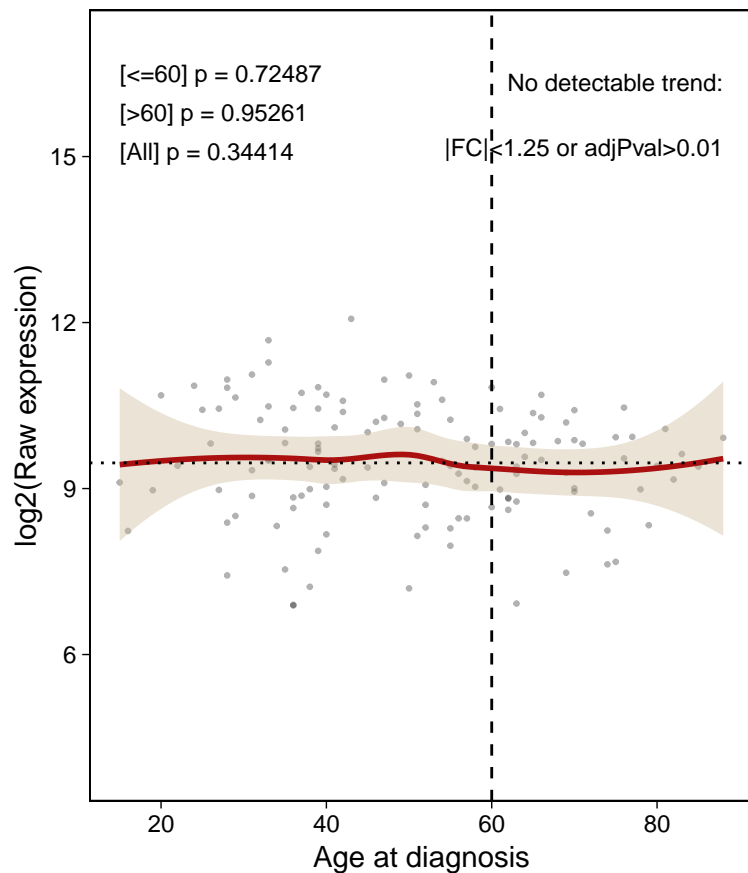 [<=60] p = 0.72487
[>60] p = 0.95261
[All] p = 0.34414
No detectable trend:
|FC|<1.25 or adjPval>0.01
log2(Raw expression)
15
12
9
6
20 40 60 80
Age at diagnosis